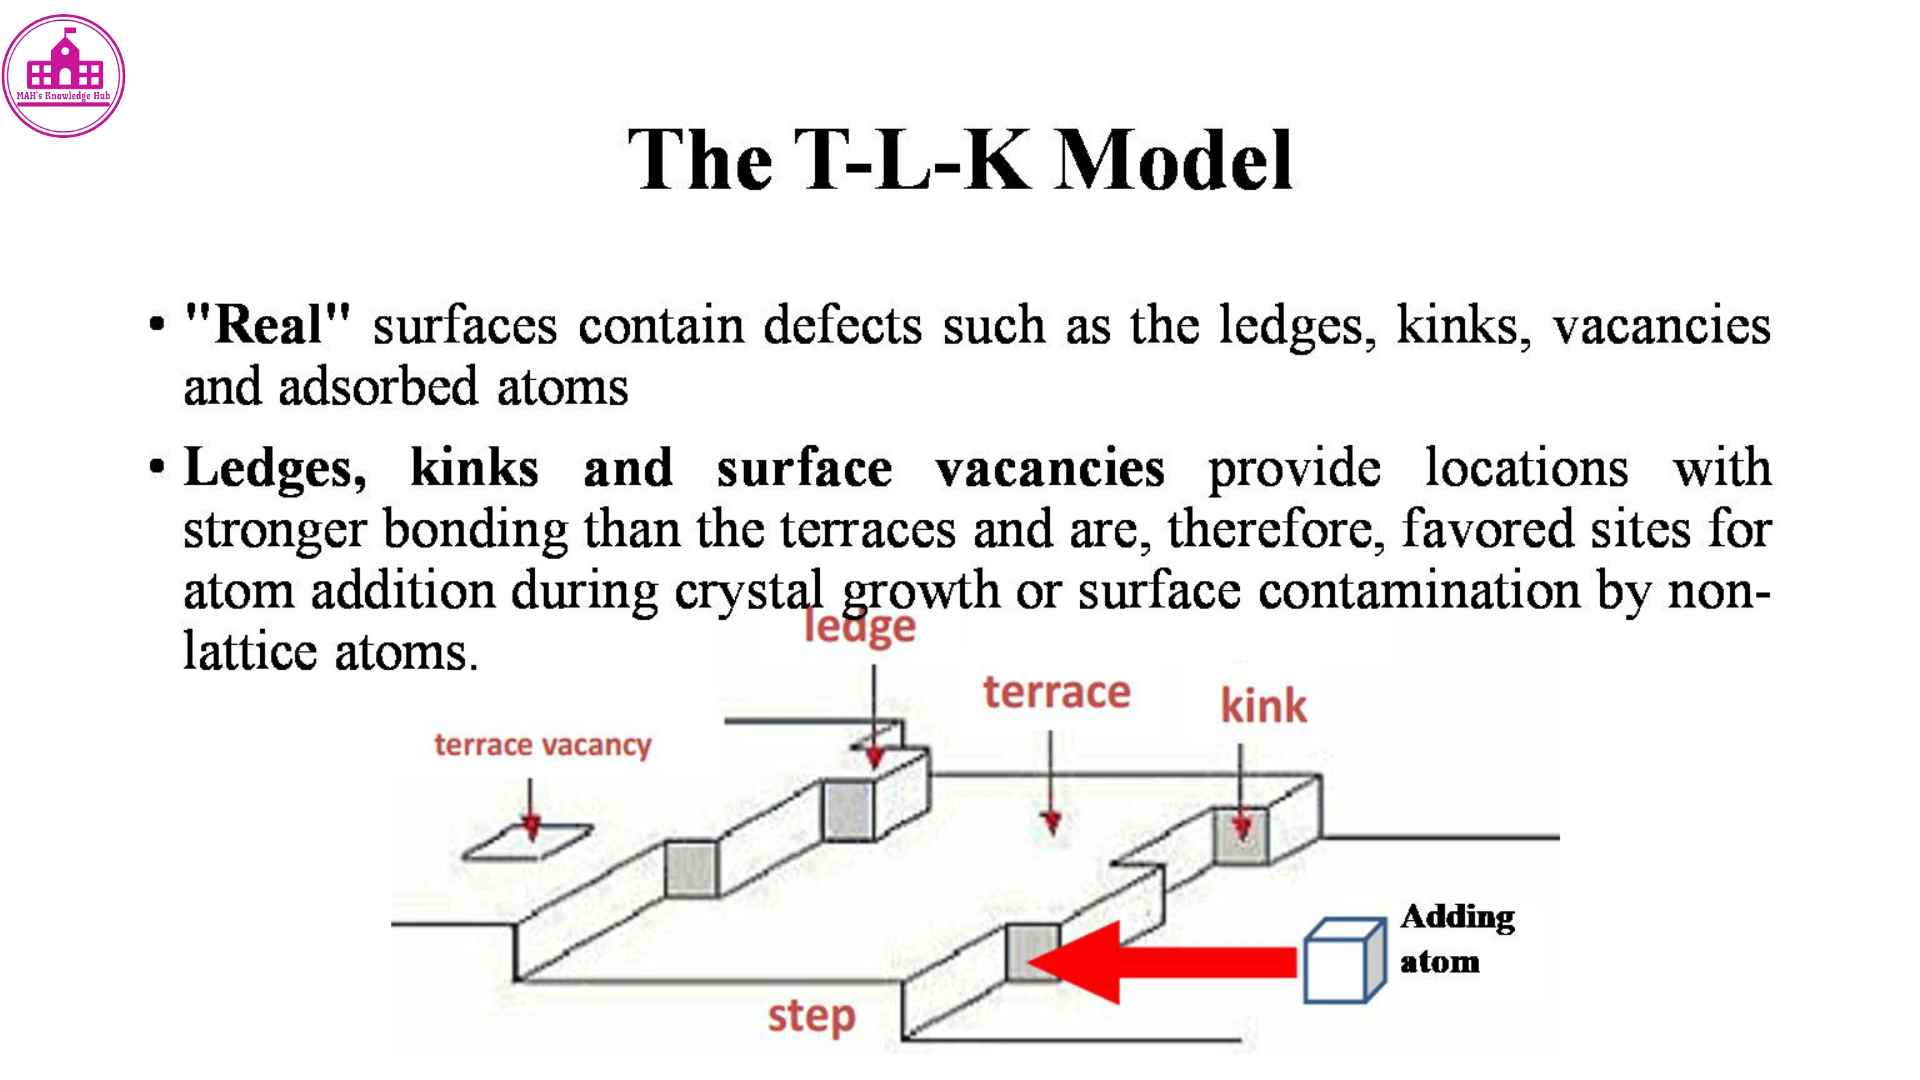 MAH's Knowledge Hub
The T-L-K Model
• "Real" surfaces contain defects such as the ledges, kinks, vacancies
and adsorbed atoms
• Ledges, kinks and surface vacancies provide locations with
stronger bonding than the terraces and are, therefore, favored sites for
atom addition during crystal growth or surface contamination by non-
lattice atoms.
ledge
terrace
kink
terrace vacancy
Adding
atom
step